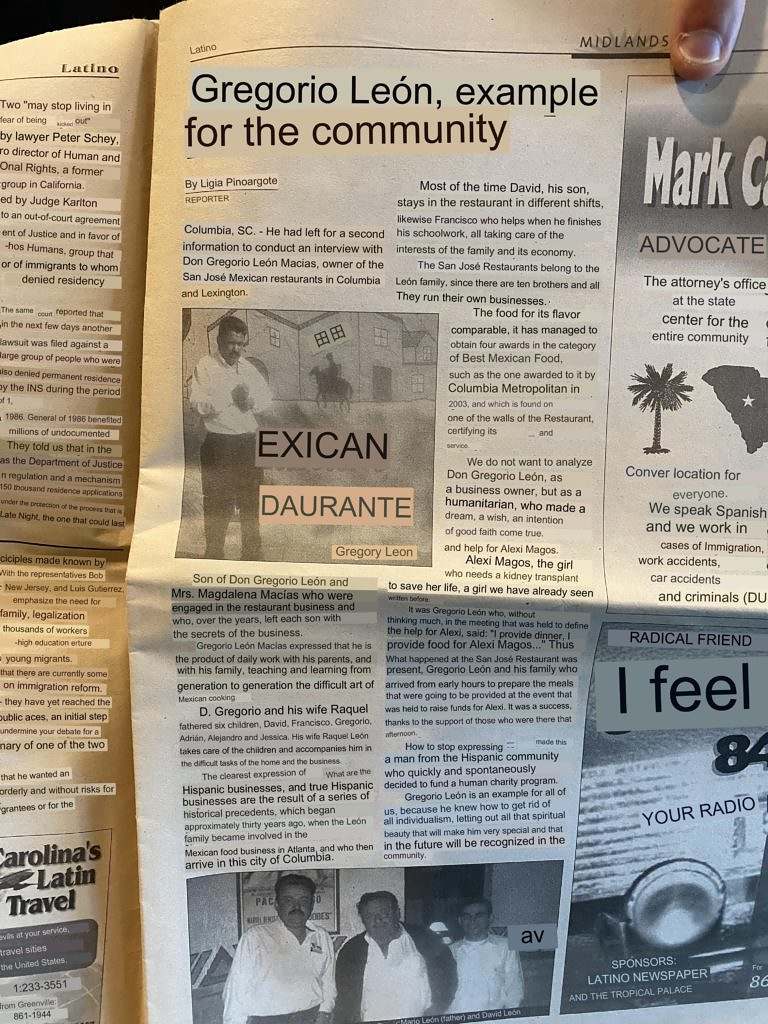 Latino
Two "may stop living in
fear of being kicked out"
by lawyer Peter Schey,
ro director of Human and
Onal Rights, a former
group in California.
ed by Judge Karlton
to an out-of-court agreement
ent of Justice and in favor of
-hos Humans, group that
or of immigrants to whom
denied residency
The same court reported that
in the next few days another
lawsuit was filed against a
large group of people who were
also denied permanent residence
by the INS during the period
of 1,
1986. General of 1986 benefited
millions of undocumented
They told us that in the
as the Department of Justice
n regulation and a mechanism
150 thousand residence applications
under the protection of the process that is
Late Night, the one that could last
ciciples made known by
With the representatives Bob
New Jersey, and Luis Gutierrez,
emphasize the need for
family, legalization
thousands of workers
-high education erture
young migrants.
that there are currently some
on immigration reform.
- they have yet reached the
public aces, an initial step
undermine your debate for a
nary of one of the two
that he wanted an
orderly and without risks for
grantees or for the
Carolina's
Latin
Travel
evils at your service,
travel sities
the United States.
1:233-3551
from Greenville:
861-1944
Latino
MIDLANDS
Gregorio León, example
for the community
By Ligia Pinoargote
REPORTER
Columbia, SC. - He had left for a second
information to conduct an interview with
Don Gregorio León Macias, owner of the
San José Mexican restaurants in Columbia
and Lexington.
EXICAN
DAURANTE
Gregory Leon
Son of Don Gregorio León and
Mrs. Magdalena Macías who were
engaged in the restaurant business and
who, over the years, left each son with
the secrets of the business.
Gregorio León Macías expressed that he is
the product of daily work with his parents, and
with his family, teaching and learning from
generation to generation the difficult art of
Mexican cooking
D. Gregorio and his wife Raquel
fathered six children, David, Francisco, Gregorio,
Adrián, Alejandro and Jessica. His wife Raquel León
takes care of the children and accompanies him in
the difficult tasks of the home and the business.
The clearest expression of What are the
Hispanic businesses, and true Hispanic
businesses are the result of a series of
historical precedents, which began
approximately thirty years ago, when the León
family became involved in the
Mexican food business in Atlanta, and who then
arrive in this city of Columbia.
Most of the time David, his son,
stays in the restaurant in different shifts,
likewise Francisco who helps when he finishes
his schoolwork, all taking care of the
interests of the family and its economy.
The San José Restaurants belong to the
León family, since there are ten brothers and all
They run their own businesses.
The food for its flavor
comparable, it has managed to
obtain four awards in the category
of Best Mexican Food,
such as the one awarded to it by
Columbia Metropolitan in
2003, and which is found on
one of the walls of the Restaurant,
certifying its and
service.
We do not want to analyze
Don Gregorio León, as
a business owner, but as a
humanitarian, who made a
dream, a wish, an intention
of good faith come true.
and help for Alexi Magos.
Alexi Magos, the girl
who needs a kidney transplant
to save her life, a girl we have already seen
written before.
It was Gregorio León who, without
thinking much, in the meeting that was held to define
the help for Alexi, said: "I provide dinner, I
provide food for Alexi Magos..." Thus
What happened at the San José Restaurant was
present, Gregorio León and his family who
arrived from early hours to prepare the meals
that were going to be provided at the event that
was held to raise funds for Alexi. It was a success,
thanks to the support of those who were there that
afternoon.
How to stop expressing made this
a man from the Hispanic community
who quickly and spontaneously
decided to fund a human charity program.
Gregorio León is an example for all of
us, because he knew how to get rid of
all individualism, letting out all that spiritual
beauty that will make him very special and that
in the future will be recognized in the
community.
av
Mario León (father) and David León
Mark Ca
ADVOCATE
The attorney's office
at the state
center for the
entire community
Conver location for
everyone.
We speak Spanish
and we work in
cases of Immigration,
work accidents,
car accidents
and criminals (DU
RADICAL FRIEND
I feel
84
YOUR RADIO
SPONSORS:
LATINO NEWSPAPER
AND THE TROPICAL PALACE
For
86